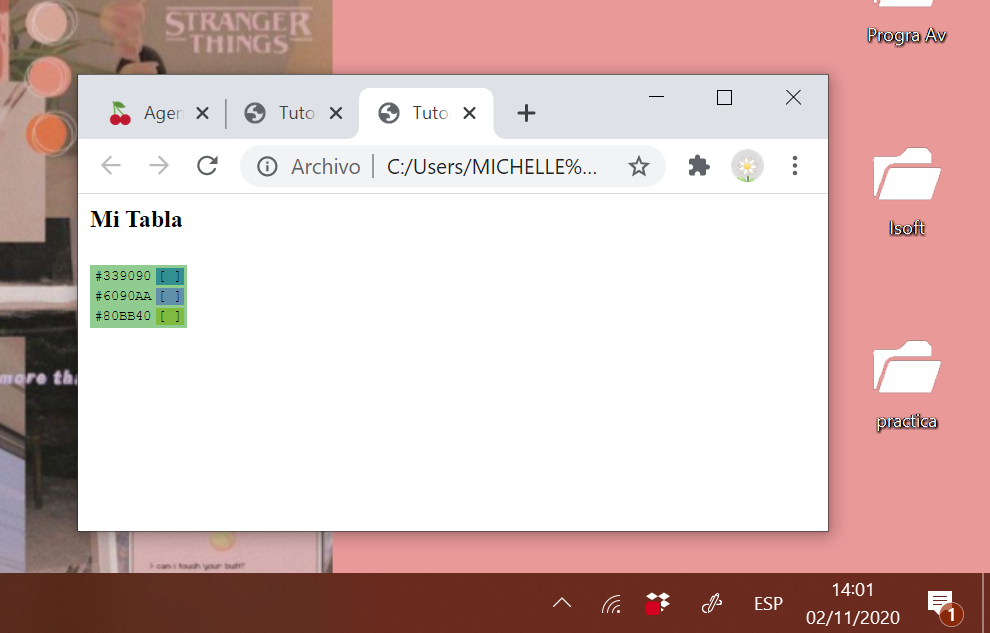 STRANGER
THINGS
Progra Av
Agen
Tuto
Tuto
Archivo
C:/Users/MICHELLE%...
Mi Tabla
#339090 [ ]
#6090AA [ ]
#80BB40 [ ]
Isoft
more tha
practica
> can i touch your butt?
ESP
14:01
02/11/2020
1